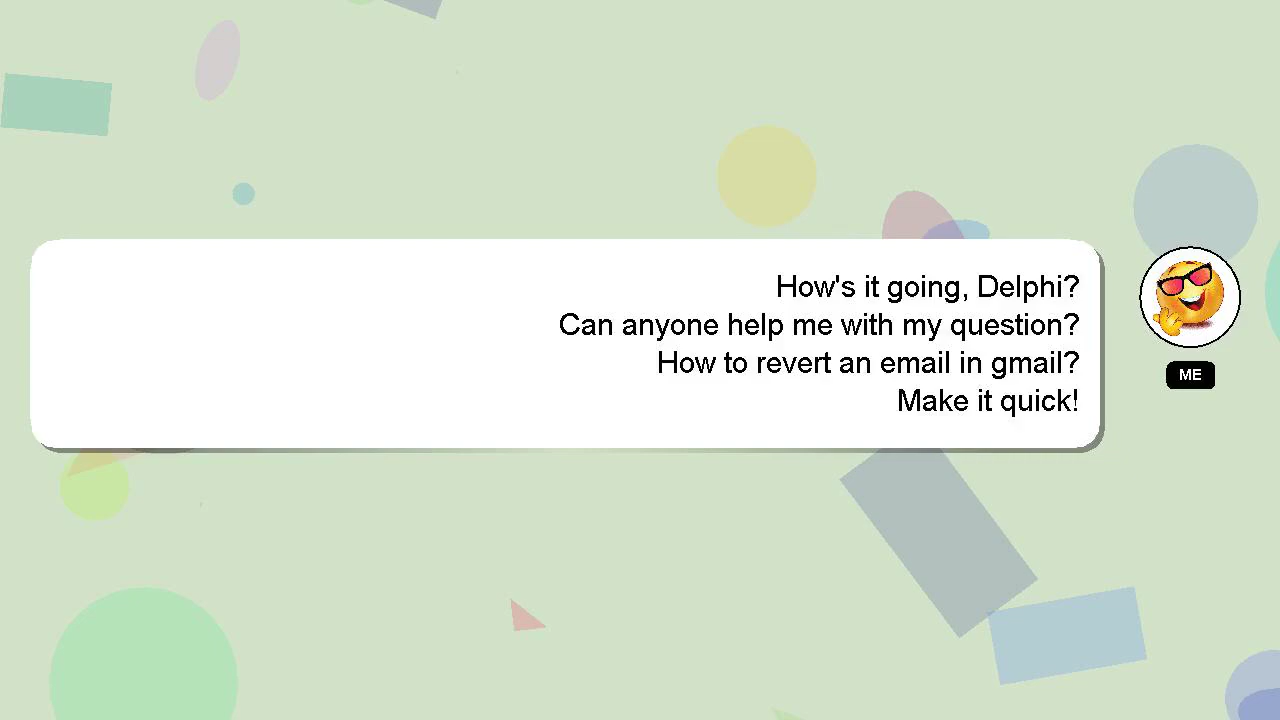 How's it going, Delphi?
Can anyone help me with my question?
How to revert an email in gmail?
Make it quick!
ME